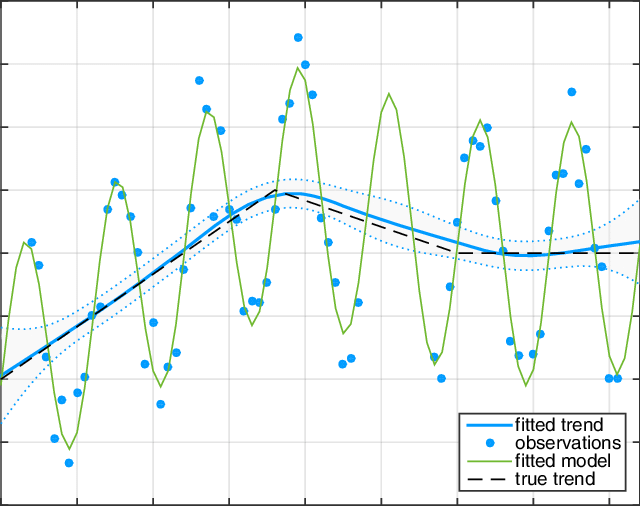 fitted trend
observations
fitted model
true trend